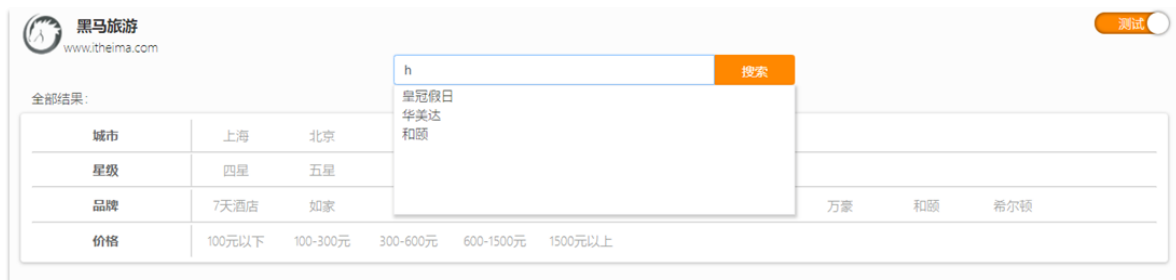 黑马旅游
www.itheima.com
测试
h
搜索
皇冠假日
华美达
和颐
全部结果:
城市 上海 北京
星级 四星 五星
品牌 7天酒店 如家 万豪 和颐 希尔顿
价格 100元以下 100-300元 300-600元 600-1500元 1500元以上